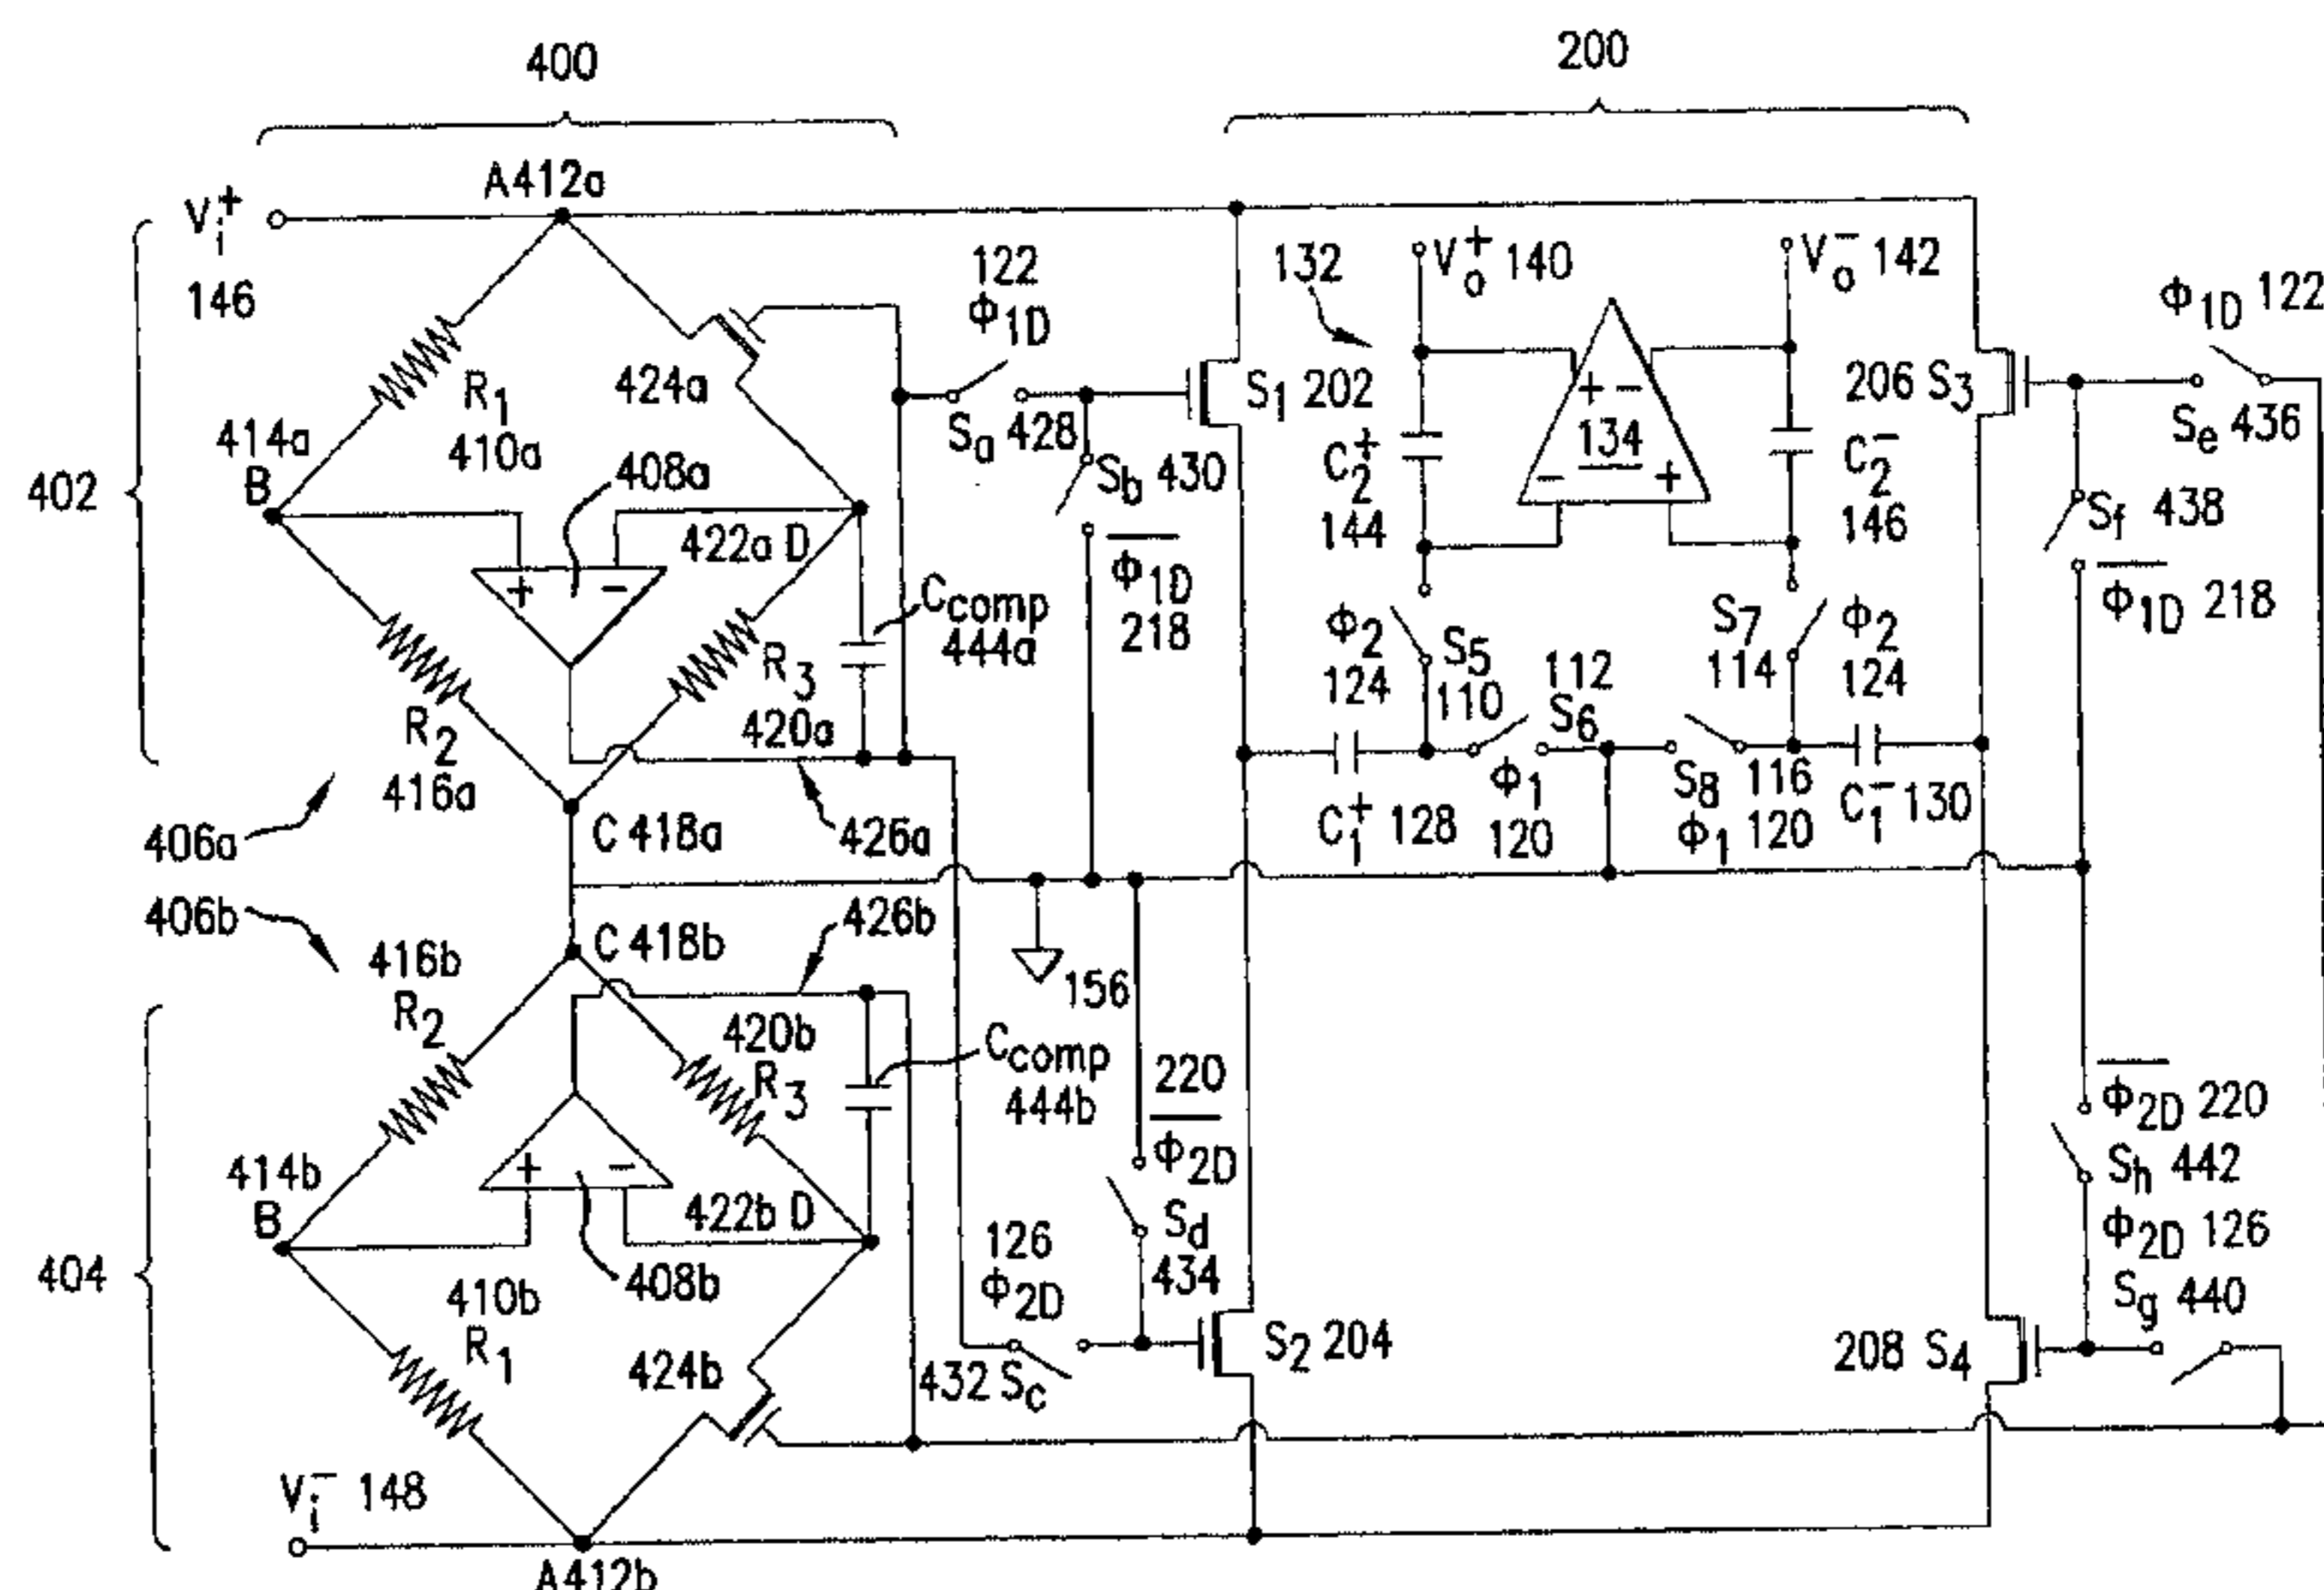 400
200
A412a
V_i^+
146
122
Φ_1D
132
V_o^+ 140
V_o^- 142
Φ_1D 122
R_1
410a
424a
S_a 428
S_1 202
206 S_3
S_e 436
414a
B
402
408a
S_b 430
C_2^+
144
+ -
134
- +
C_2^-
146
S_f 438
422a D
+ -
Φ̅_1D
218
Φ̅_1D 218
C_comp
444a
R_2
416a
R_3
420a
Φ_2
124
S_5
110
112
S_6
S_7
114
Φ_2
124
406a
C 418a
426a
C_1^+ 128
Φ_1
120
S_8 116
Φ_1 120
C_1^- 130
406b
C 418b
426b
416b
R_2
156
420b
R_3
C_comp
444b
220
Φ̅_2D
Φ̅_2D 220
S_h 442
414b
B
+ -
422b D
S_d
434
Φ_2D 126
S_g 440
404
410b
R_1
408b
424b
126
Φ_2D
432 S_c
S_2 204
208 S_4
V_i^- 148
A412b